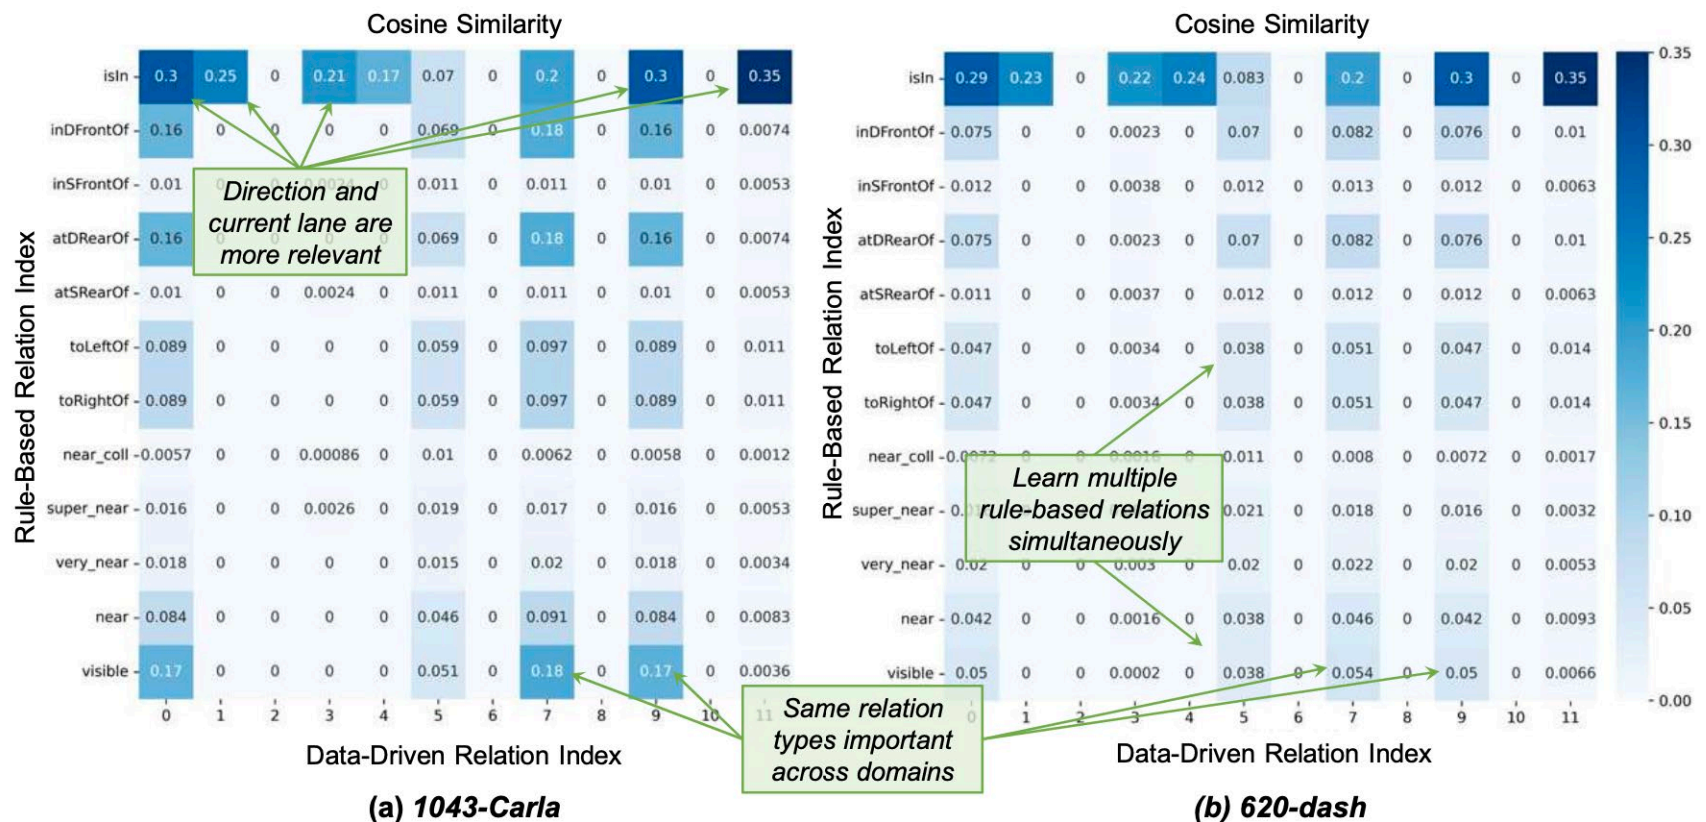 Cosine Similarity
isIn 0.3 0.25 0 0.21 0.17 0.07 0 0.2 0 0.3 0 0.35
inDFrontOf 0.16 0 0 0 0 0.069 0 0.18 0 0.16 0 0.0074
inSFrontOf 0.01 0.0024 0 0.011 0 0.011 0 0.01 0 0.0053
atDRearOf 0.16 0.069 0 0.18 0 0.16 0 0.0074
atSRearOf 0.01 0 0 0.0024 0 0.011 0 0.011 0 0.01 0 0.0053
toLeftOf 0.089 0 0 0 0 0.059 0 0.097 0 0.089 0 0.011
toRightOf 0.089 0 0 0 0 0.059 0 0.097 0 0.089 0 0.011
near_coll 0.0057 0 0 0.00086 0 0.01 0 0.0062 0 0.0058 0 0.0012
super_near 0.016 0 0 0.0026 0 0.019 0 0.017 0 0.016 0 0.0053
very_near 0.018 0 0 0 0 0.015 0 0.02 0 0.018 0 0.0034
near 0.084 0 0 0 0 0.046 0 0.091 0 0.084 0 0.0083
visible 0.17 0 0 0 0 0.051 0 0.18 0 0.17 0 0.0036
0 1 2 3 4 5 6 7 8 9 10 11
Rule-Based Relation Index
Data-Driven Relation Index
Direction and
current lane are
more relevant
(a) 1043-Carla
Cosine Similarity
isIn 0.29 0.23 0 0.22 0.24 0.083 0 0.2 0 0.3 0 0.35
inDFrontOf 0.075 0 0 0.0023 0 0.07 0 0.082 0 0.076 0 0.01
inSFrontOf 0.012 0 0 0.0038 0 0.012 0 0.013 0 0.012 0 0.0063
atDRearOf 0.075 0 0 0.0023 0 0.07 0 0.082 0 0.076 0 0.01
atSRearOf 0.011 0 0 0.0037 0 0.012 0 0.012 0 0.012 0 0.0063
toLeftOf 0.047 0 0 0.0034 0 0.038 0 0.051 0 0.047 0 0.014
toRightOf 0.047 0 0 0.0034 0 0.038 0 0.051 0 0.047 0 0.014
near_coll 0.0072 0.0016 0.011 0 0.008 0 0.0072 0 0.0017
super_near 0.021 0 0.018 0 0.016 0 0.0032
very_near 0.02 0 0 0.003 0 0.02 0 0.022 0 0.02 0 0.0053
near 0.042 0 0 0.0016 0 0.038 0 0.046 0 0.042 0 0.0093
visible 0.05 0 0 0.0002 0 0.038 0 0.054 0 0.05 0 0.0066
0 1 2 3 4 5 6 7 8 9 10 11
Rule-Based Relation Index
Data-Driven Relation Index
Learn multiple
rule-based relations
simultaneously
Same relation
types important
across domains
(b) 620-dash
0.35
0.30
0.25
0.20
0.15
0.10
0.05
0.00